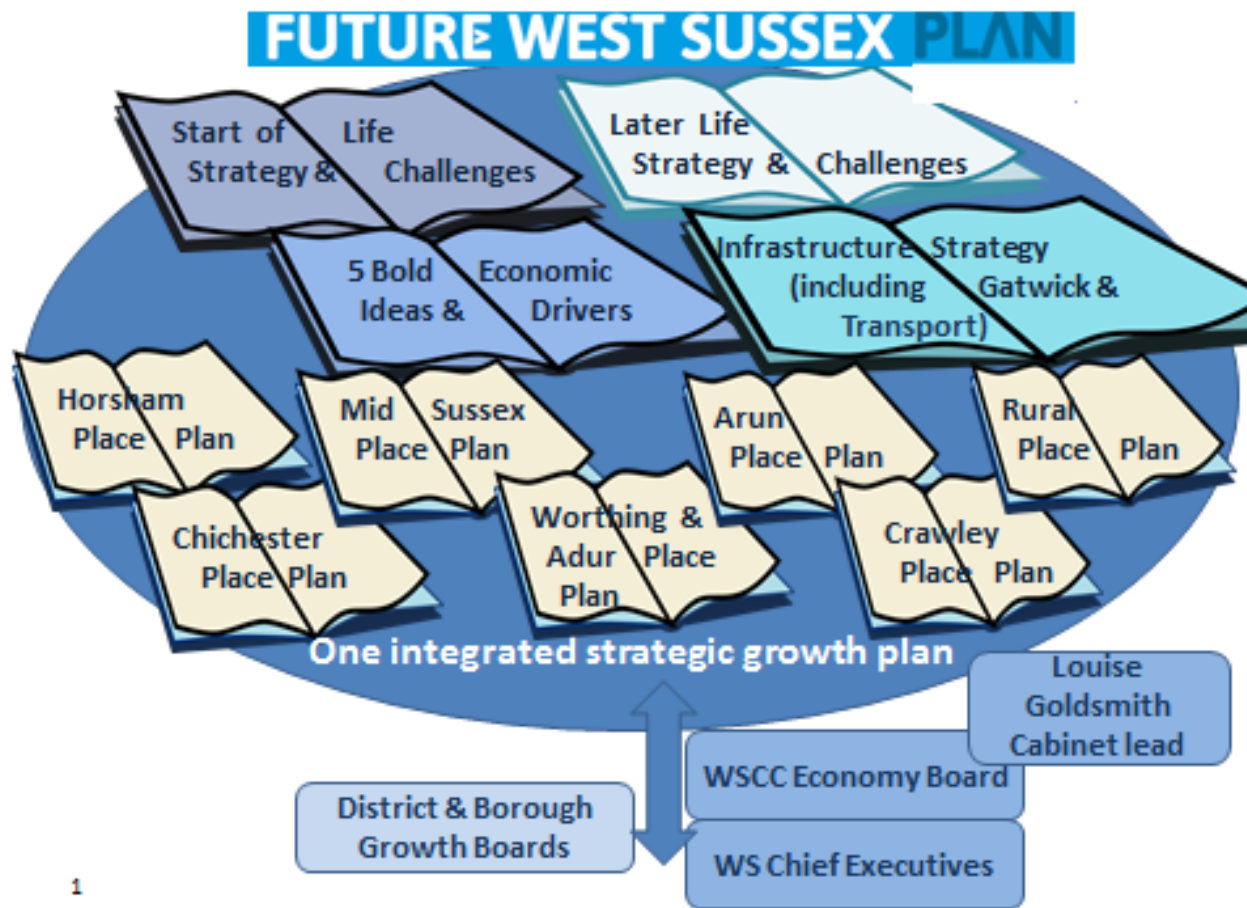 FUTURE WEST SUSSEX PLAN
Start of Life
Strategy & Challenges
Later Life
Strategy & Challenges
5 Bold Economic
Ideas & Drivers
Infrastructure Strategy
(including Gatwick &
Transport)
Horsham
Place Plan
Mid Sussex
Place Plan
Arun
Place Plan
Rural
Place Plan
Chichester
Place Plan
Worthing &
Adur Place
Plan
Crawley
Place Plan
One integrated strategic growth plan
Louise
Goldsmith
Cabinet lead
WSCC Economy Board
District & Borough
Growth Boards
WS Chief Executives
1